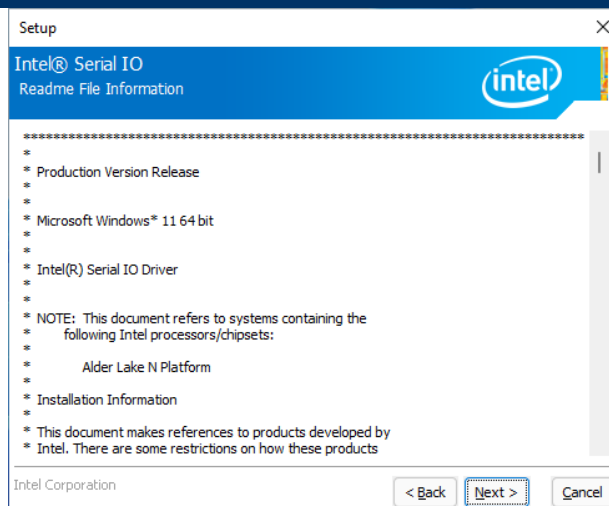 Setup
Intel® Serial IO
Readme File Information
intel
*******************************************************************************
*
* Production Version Release
*
*
* Microsoft Windows* 11 64 bit
*
*
* Intel(R) Serial IO Driver
*
*
* NOTE:  This document refers to systems containing the
*        following Intel processors/chipsets:
*
*            Alder Lake N Platform
*
* Installation Information
*
* This document makes references to products developed by
* Intel. There are some restrictions on how these products
Intel Corporation
< Back
Next >
Cancel